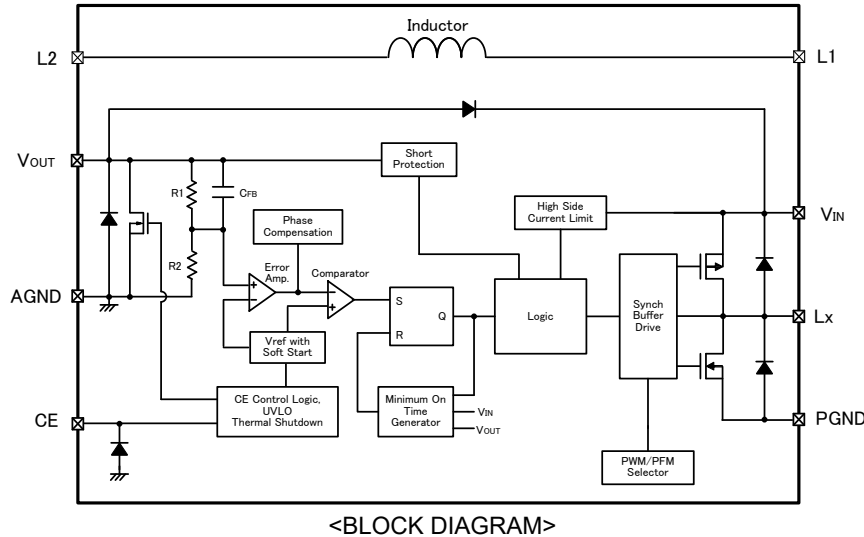 Inductor
L2
L1
VOUT
Short
Protection
R1
CFB
High Side
Current Limit
VIN
Phase
Compensation
R2
Error
Amp.
Comparator
AGND
S
Q
R
Logic
Synch
Buffer
Drive
Lx
Vref with
Soft Start
CE Control Logic,
UVLO
Thermal Shutdown
Minimum On
Time
Generator
VIN
VOUT
CE
PGND
PWM/PFM
Selector
<BLOCK DIAGRAM>